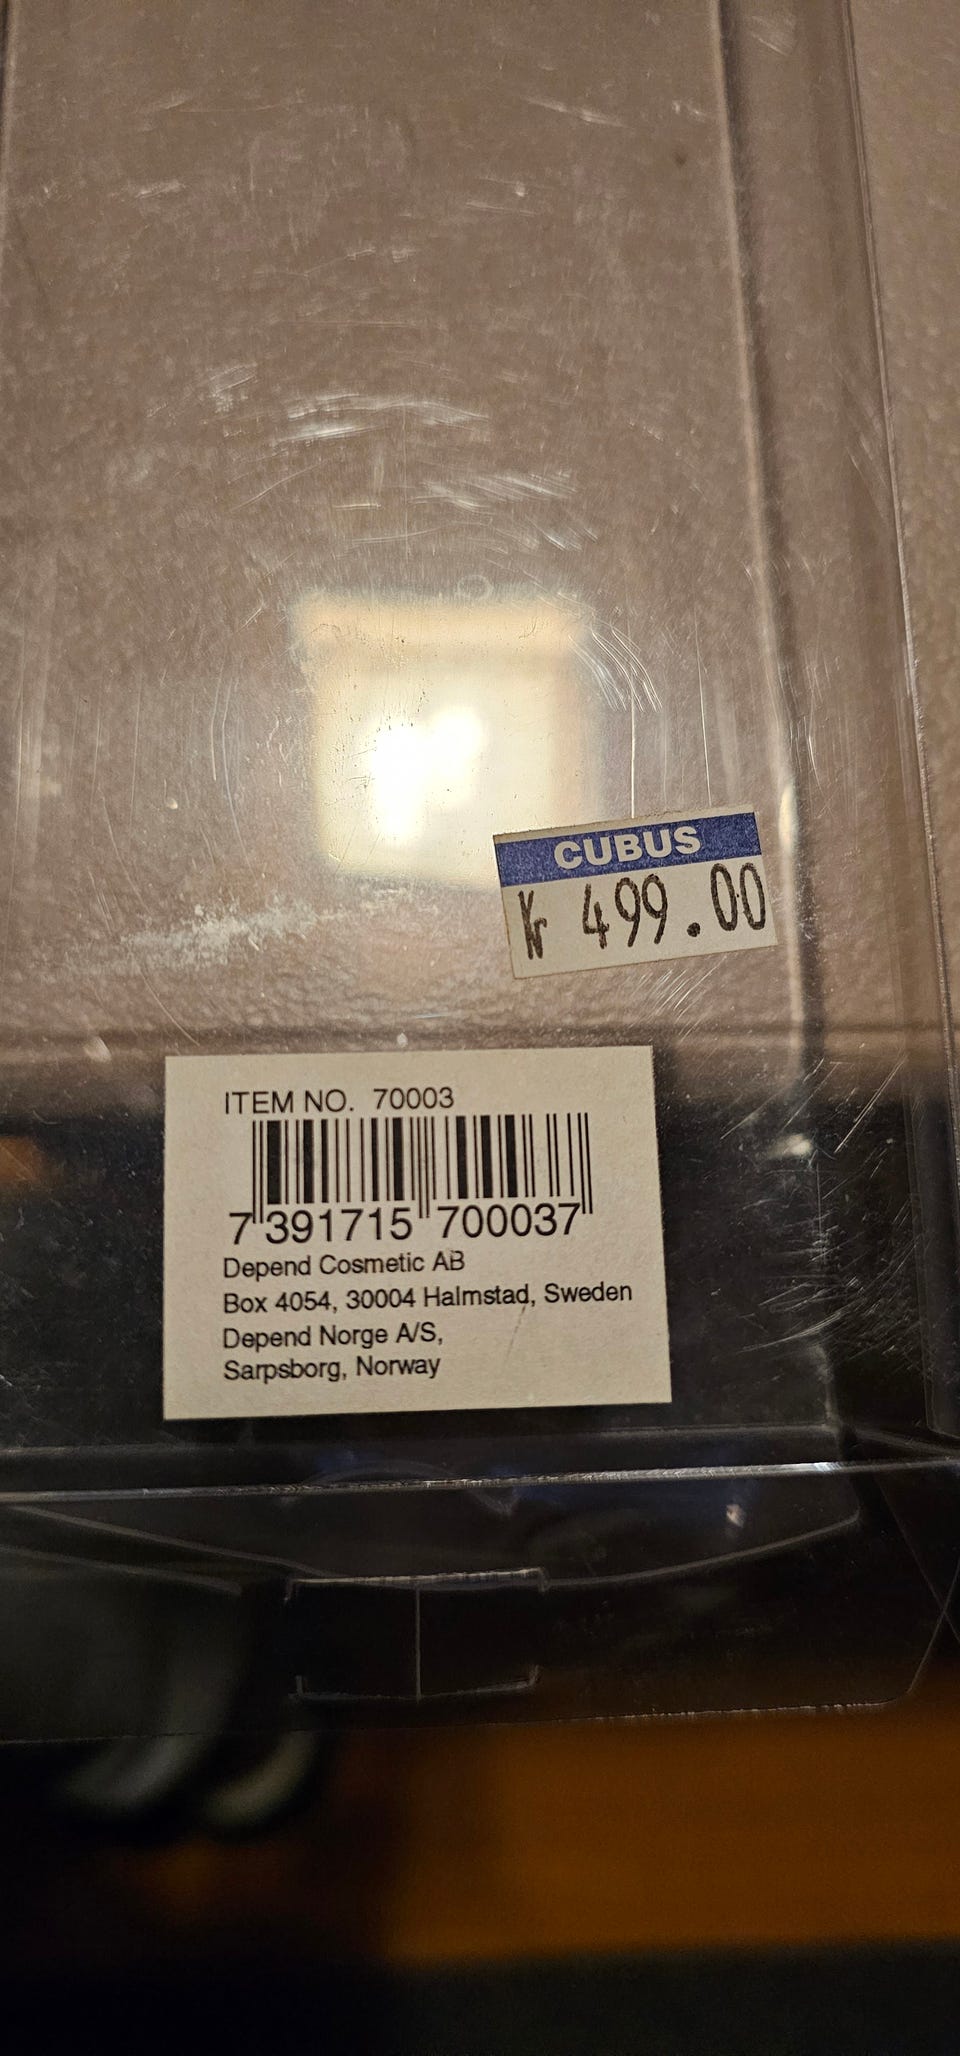 CUBUS
Kr 499.00
ITEM NO. 70003
7 391715 700037
Depend Cosmetic AB
Box 4054, 30004 Halmstad, Sweden
Depend Norge A/S,
Sarpsborg, Norway